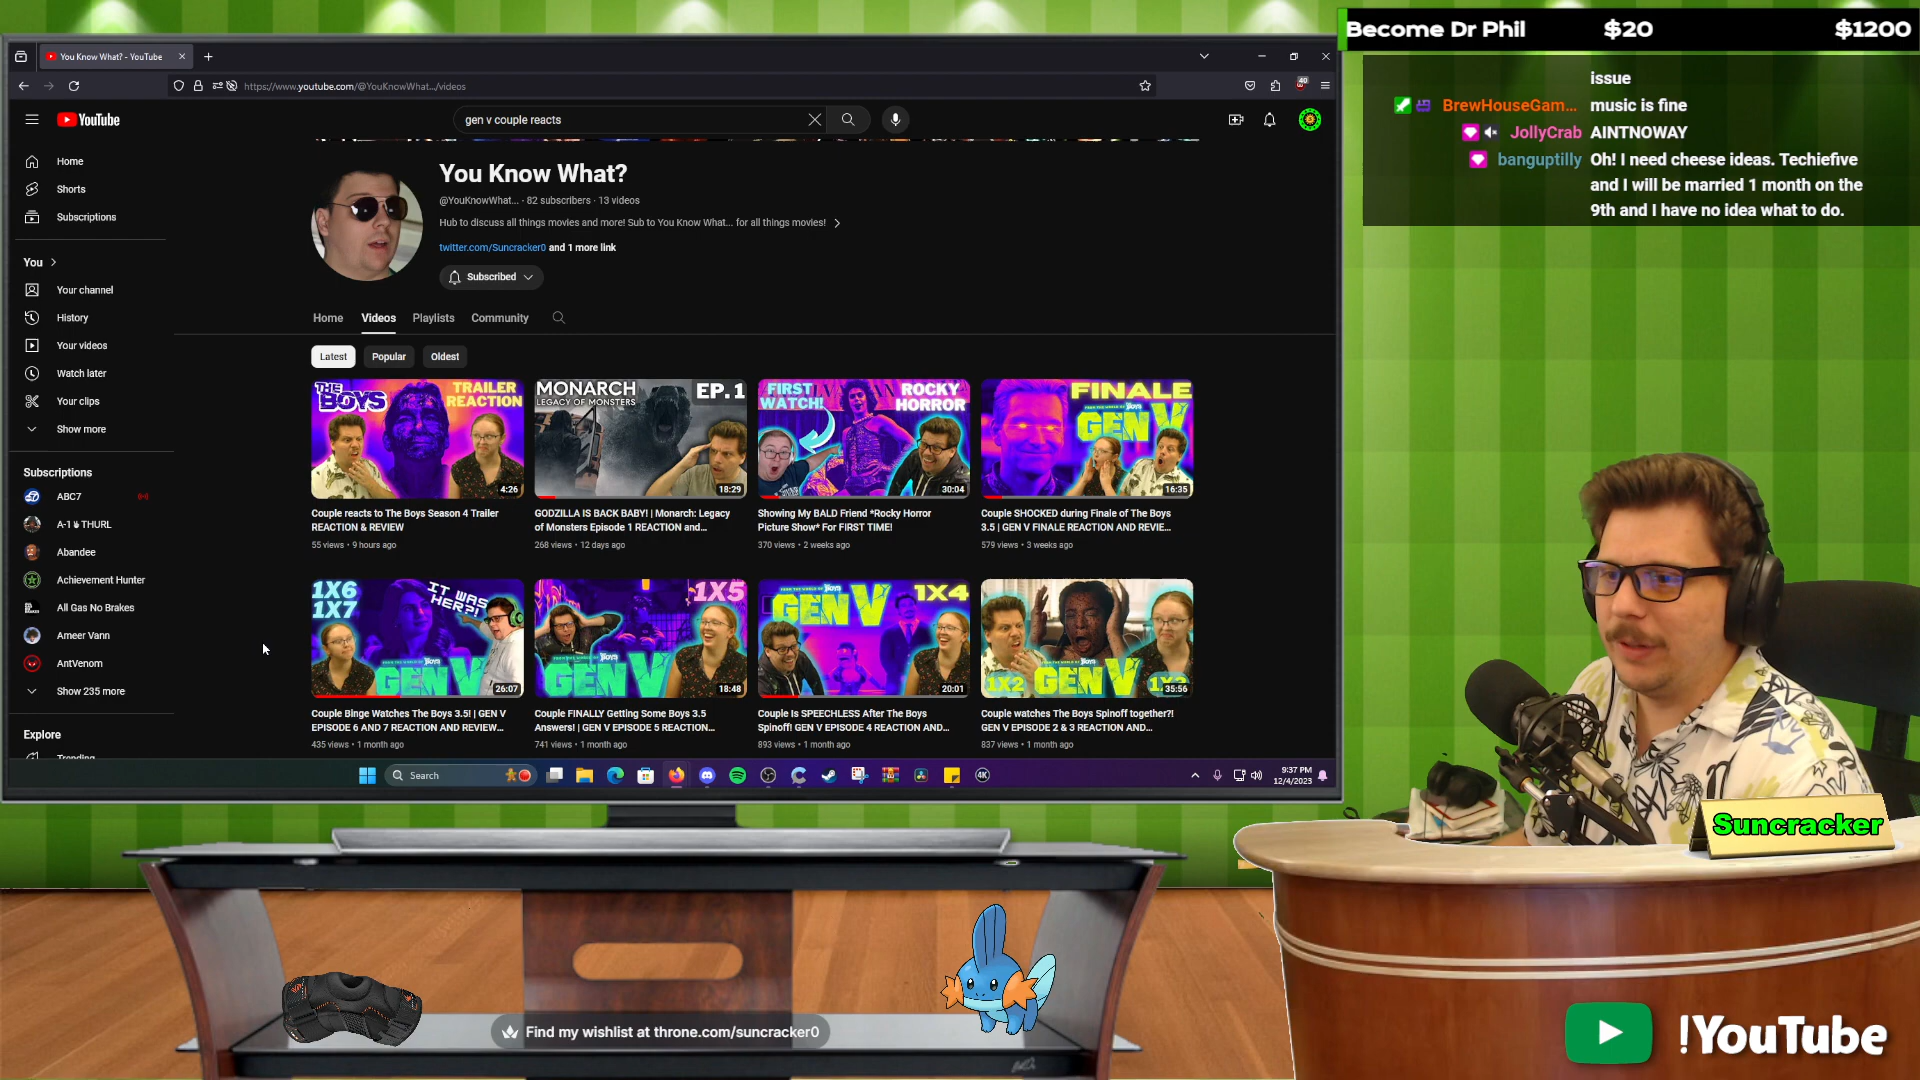 You Know What? - YouTube
https://www.youtube.com/@YouKnowWhat.../videos
YouTube
gen v couple reacts
Home
Shorts
Subscriptions
You
Your channel
History
Your videos
Watch later
Your clips
Show more
Subscriptions
ABC7
A-1 THURL
Abandee
Achievement Hunter
All Gas No Brakes
Ameer Vann
AntVenom
Show 235 more
Explore
Trending
You Know What?
@YouKnowWhat... · 82 subscribers · 13 videos
Hub to discuss all things movies and more! Sub to You Know What... for all things movies!
twitter.com/Suncracker0 and 1 more link
Subscribed
Home Videos Playlists Community
Latest Popular Oldest
THE BOYS
TRAILER
REACTION
4:26
Couple reacts to The Boys Season 4 Trailer
REACTION & REVIEW
55 views · 9 hours ago
MONARCH
LEGACY OF MONSTERS
EP.1
18:29
GODZILLA IS BACK BABY! | Monarch: Legacy
of Monsters Episode 1 REACTION and...
268 views · 12 days ago
FIRST
WATCH!
ROCKY
HORROR
30:04
Showing My BALD Friend *Rocky Horror
Picture Show* For FIRST TIME!
370 views · 2 weeks ago
FINALE
GEN V
16:35
Couple SHOCKED during Finale of The Boys
3.5 | GEN V FINALE REACTION AND REVIE...
579 views · 3 weeks ago
1X6
1X7
IT WAS
HER?!
GEN V
26:07
Couple Binge Watches The Boys 3.5! | GEN V
EPISODE 6 AND 7 REACTION AND REVIEW...
435 views · 1 month ago
1X5
GEN V
18:48
Couple FINALLY Getting Some Boys 3.5
Answers! | GEN V EPISODE 5 REACTION...
741 views · 1 month ago
GEN V
1X4
20:01
Couple Is SPEECHLESS After The Boys
Spinoff! GEN V EPISODE 4 REACTION AND...
893 views · 1 month ago
1X2
GEN V
35:56
Couple watches The Boys Spinoff together?!
GEN V EPISODE 2 & 3 REACTION AND...
837 views · 1 month ago
Search
9:37 PM
12/4/2023
Become Dr Phil $20 $1200
issue
BrewHouseGam... music is fine
JollyCrab AINTNOWAY
banguptilly Oh! I need cheese ideas. Techiefive
and I will be married 1 month on the
9th and I have no idea what to do.
Suncracker
Find my wishlist at throne.com/suncracker0
!YouTube